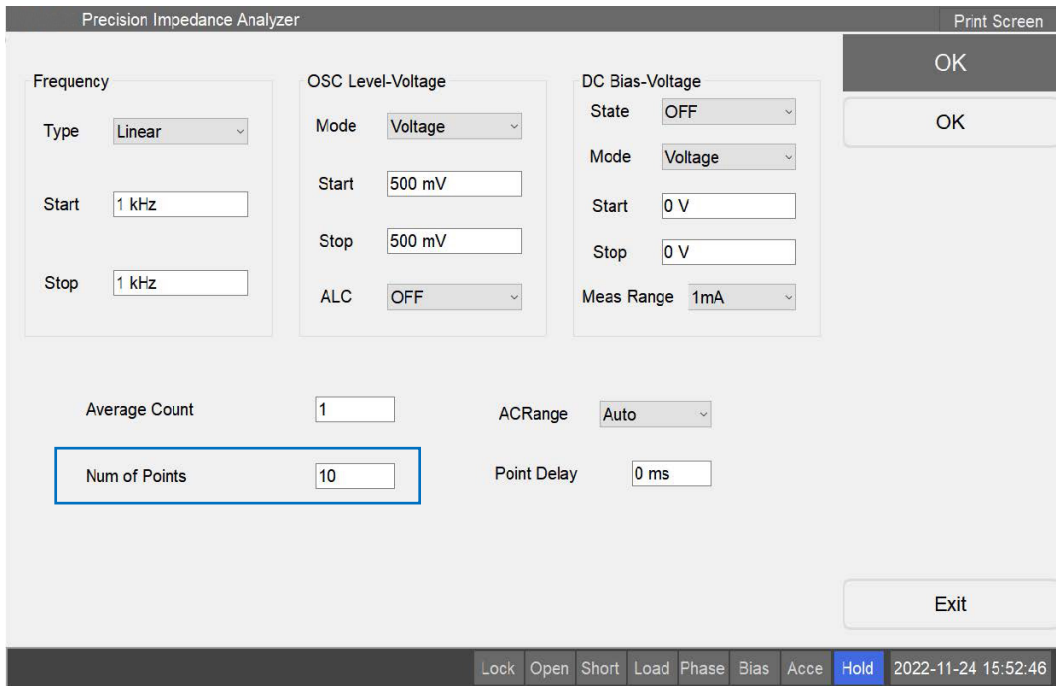 Precision Impedance Analyzer
Print Screen
Frequency
Type Linear
Start 1 kHz
Stop 1 kHz
OSC Level-Voltage
Mode Voltage
Start 500 mV
Stop 500 mV
ALC OFF
DC Bias-Voltage
State OFF
Mode Voltage
Start 0 V
Stop 0 V
Meas Range 1mA
Average Count 1
ACRange Auto
Num of Points 10
Point Delay 0 ms
OK
OK
Exit
Lock Open Short Load Phase Bias Acce Hold 2022-11-24 15:52:46